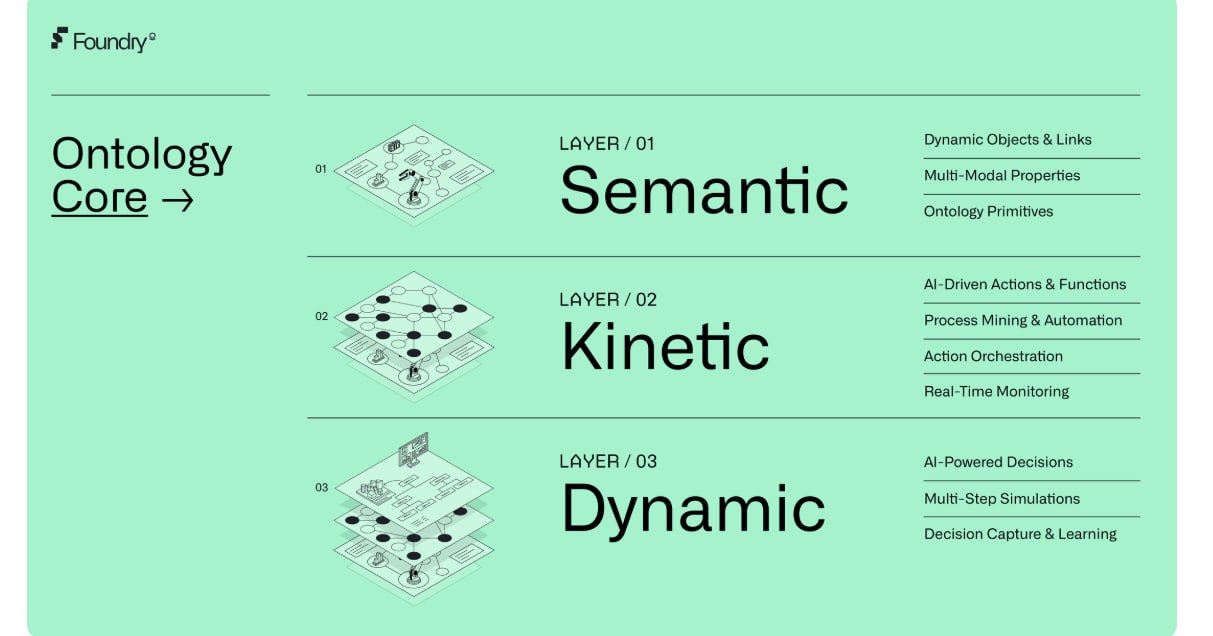 Foundry
Ontology
Core →
01
LAYER / 01
Semantic
Dynamic Objects & Links
Multi-Modal Properties
Ontology Primitives
02
LAYER / 02
Kinetic
AI-Driven Actions & Functions
Process Mining & Automation
Action Orchestration
Real-Time Monitoring
03
LAYER / 03
Dynamic
AI-Powered Decisions
Multi-Step Simulations
Decision Capture & Learning